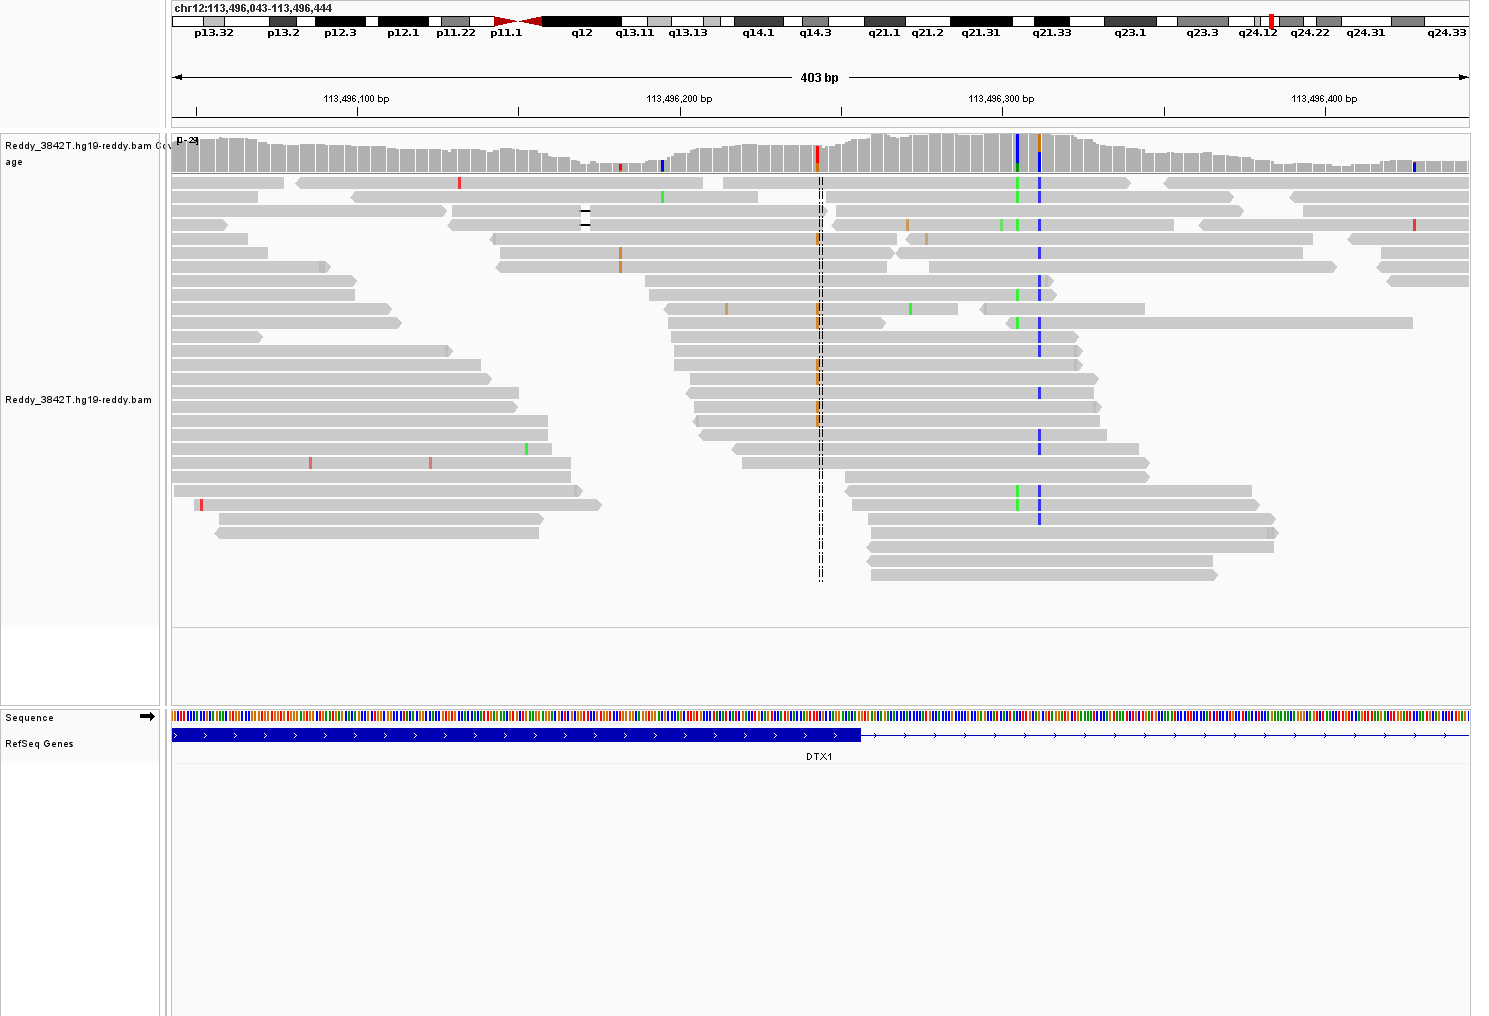 chr12:113,496,043-113,496,444
p13.32 p13.2 p12.3 p12.1 p11.22 p11.1 q12 q13.11 q13.13 q14.1 q14.3 q21.1 q21.2 q21.31 q21.33 q23.1 q23.3 q24.12 q24.22 q24.31 q24.33
403 bp
113,496,100 bp 113,496,200 bp 113,496,300 bp 113,496,400 bp
Reddy_3842T.hg19-reddy.bam Cov
age
[0 - 29]
Reddy_3842T.hg19-reddy.bam
Sequence
RefSeq Genes
DTX1